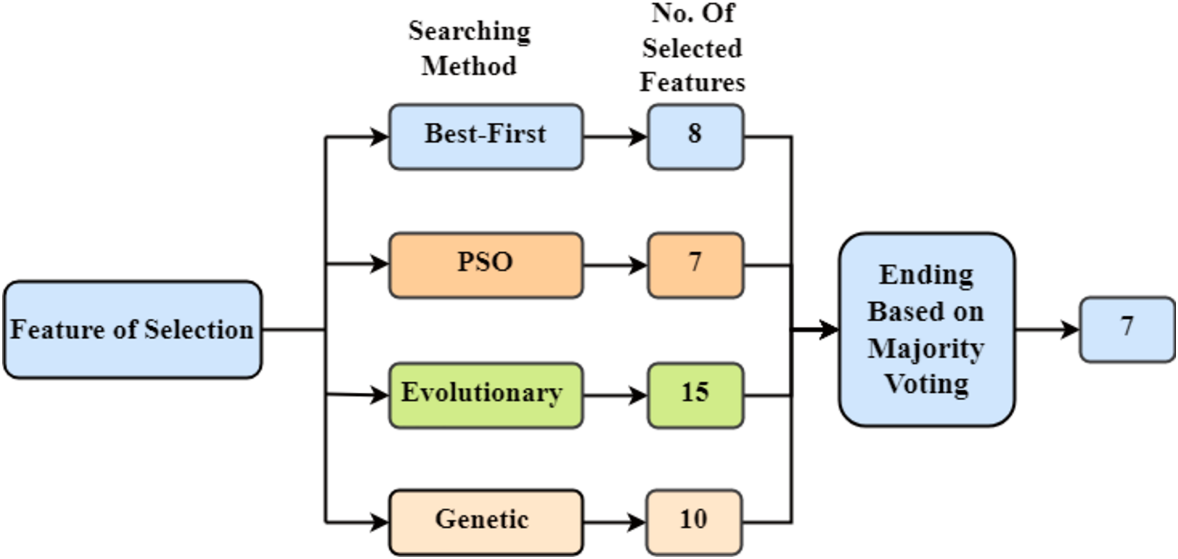 Searching
Method
No. Of
Selected
Features
Best-First
8
PSO
7
Feature of Selection
Evolutionary
15
Genetic
10
Ending
Based on
Majority
Voting
7